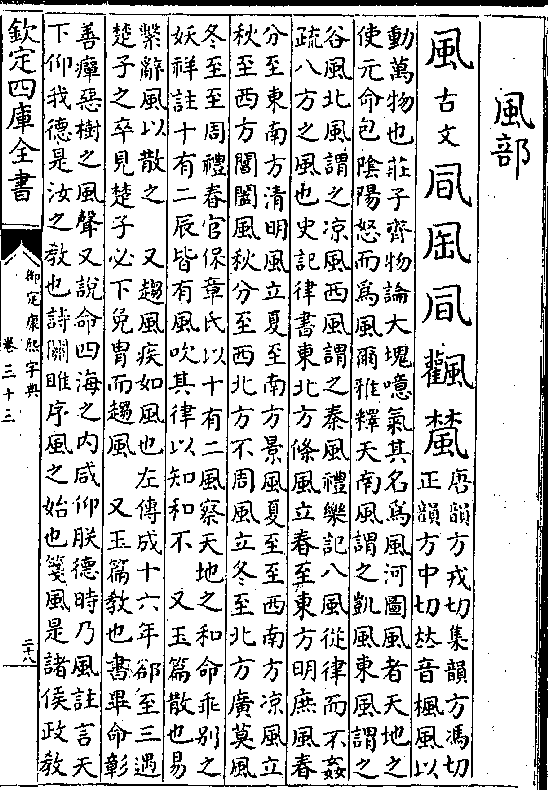 風部
風古文𠙊𠙈𠙄飌𩙐
唐韻方戎切集韻方馮切
正韻方中切𠀤音楓風以
動萬物也莊子齊物論大塊噫氣其名爲風河圖風者天地之
使元命包陰陽怒而爲風爾雅釋天南風謂之凱風東風謂之
谷風北風謂之凉風西風謂之泰風禮樂記八風從律而不姦
疏八方之風也史記律書東北方條風立春至東方明庶風春
分至東南方清明風立夏至南方景風夏至至西南方凉風立
秋至西方閶闔風秋分至西北方不周風立冬至北方廣莫風
冬至至周禮春官保章氏以十有二風察天地之和命乖别之
妖祥註十有二辰皆有風吹其律以知和不 又玉篇散也易
繫辭風以散之 又趨風疾如風也左傳成十六年郤至三遇
楚子之卒見楚子必下免胄而趨風 又玉篇教也書畢命彰
善癉惡樹之風聲又說命四海之内咸仰朕德時乃風註言天
下仰我德是汝之教也詩關雎序風之始也箋風是諸侯政教
欽定四庫全書
御定康熙字典
卷三十三
二十八